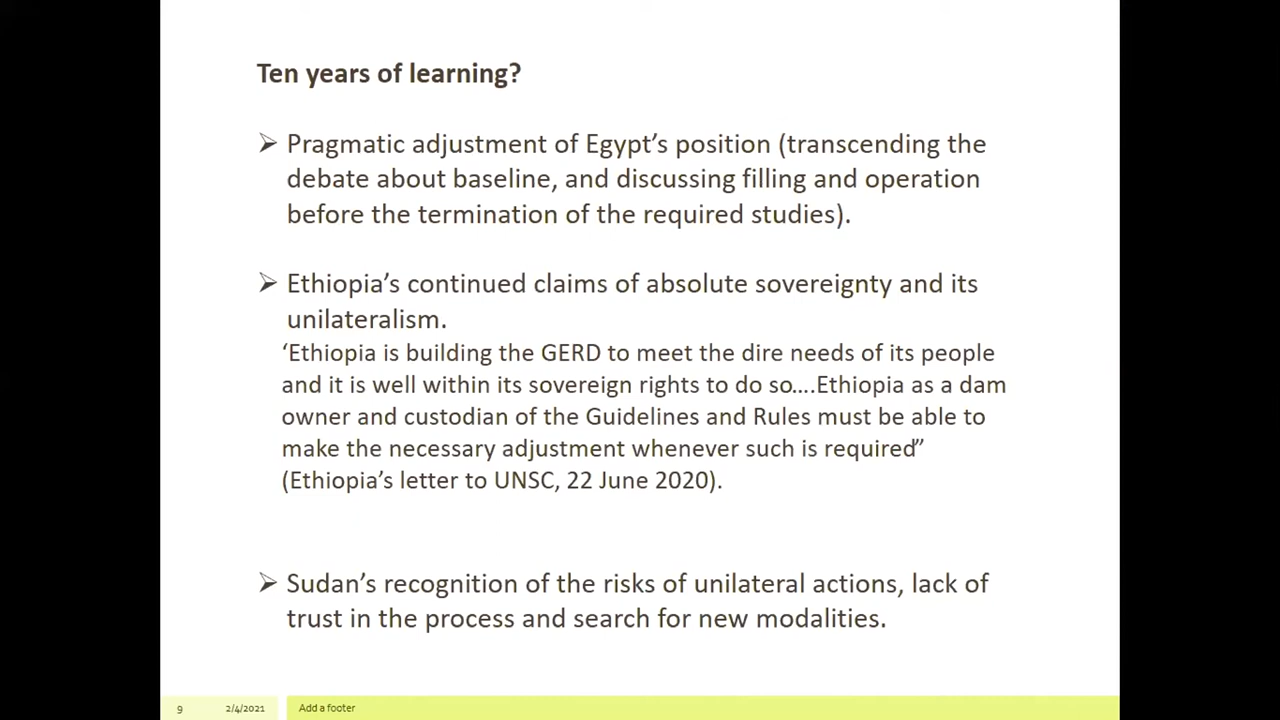 Ten years of learning?
➢ Pragmatic adjustment of Egypt’s position (transcending the
debate about baseline, and discussing filling and operation
before the termination of the required studies).
➢ Ethiopia’s continued claims of absolute sovereignty and its
unilateralism.
‘Ethiopia is building the GERD to meet the dire needs of its people
and it is well within its sovereign rights to do so….Ethiopia as a dam
owner and custodian of the Guidelines and Rules must be able to
make the necessary adjustment whenever such is required”
(Ethiopia’s letter to UNSC, 22 June 2020).
➢ Sudan’s recognition of the risks of unilateral actions, lack of
trust in the process and search for new modalities.
9 2/4/2021 Add a footer